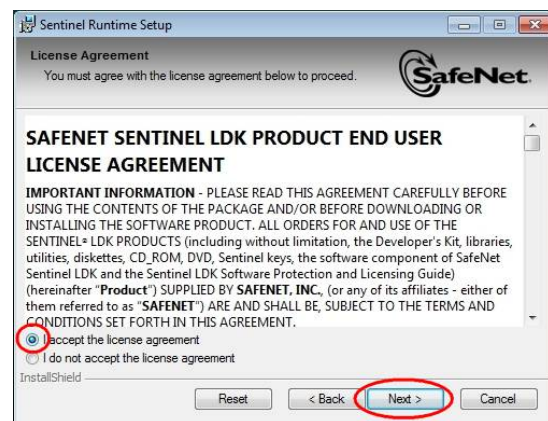 Sentinel Runtime Setup
License Agreement
You must agree with the license agreement below to proceed.
SafeNet.
SAFENET SENTINEL LDK PRODUCT END USER
LICENSE AGREEMENT
IMPORTANT INFORMATION - PLEASE READ THIS AGREEMENT CAREFULLY BEFORE
USING THE CONTENTS OF THE PACKAGE AND/OR BEFORE DOWNLOADING OR
INSTALLING THE SOFTWARE PRODUCT. ALL ORDERS FOR AND USE OF THE
SENTINEL® LDK PRODUCTS (including without limitation, the Developer's Kit, libraries,
utilities, diskettes, CD_ROM, DVD, Sentinel keys, the software component of SafeNet
Sentinel LDK and the Sentinel LDK Software Protection and Licensing Guide)
(hereinafter "Product") SUPPLIED BY SAFENET, INC., (or any of its affiliates - either of
them referred to as "SAFENET") ARE AND SHALL BE, SUBJECT TO THE TERMS AND
CONDITIONS SET FORTH IN THIS AGREEMENT.
I accept the license agreement
I do not accept the license agreement
InstallShield
Reset
< Back
Next >
Cancel